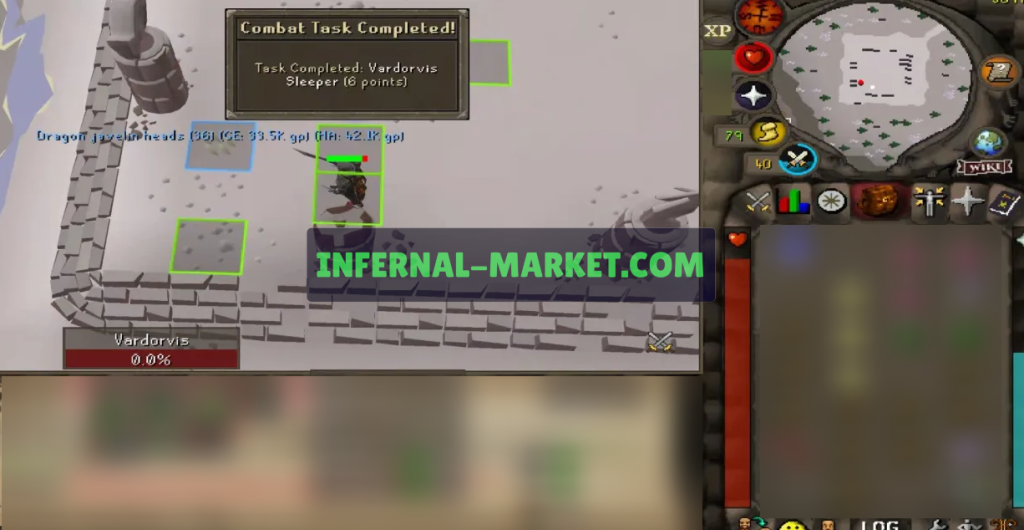 Combat Task Completed!
Task Completed: Vardorvis
Sleeper (6 points)
XP
Dragon javelin heads (36) (GE: 33.5K gp) (HA: 42.1K gp)
79
40
WIKI
INFERNAL-MARKET.COM
Vardorvis
0.0%
LOG